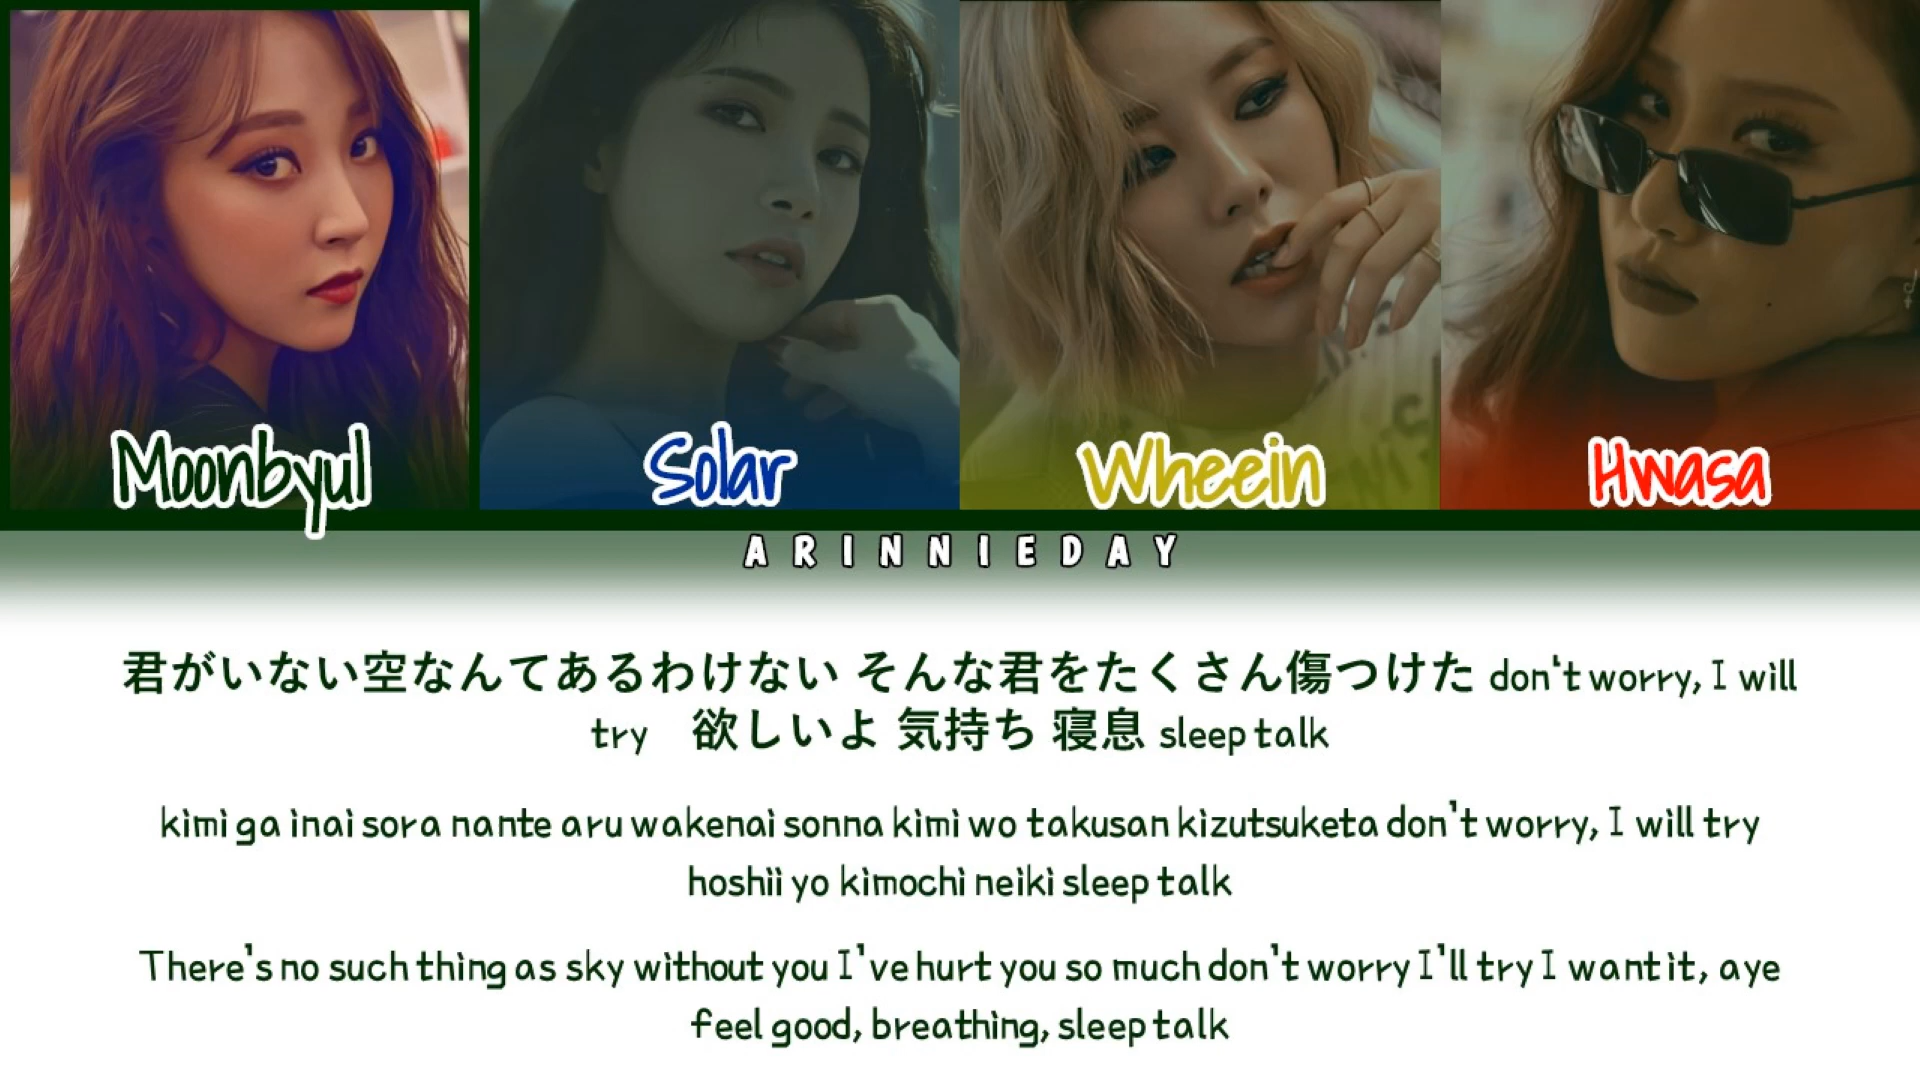 Moonbyul
Solar
Wheein
Hwasa
ARINNIEDAY
君がいない空なんてあるわけない そんな君をたくさん傷つけた don't worry, I will
try　欲しいよ 気持ち 寝息 sleep talk
kimi ga inai sora nante aru wakenai sonna kimi wo takusan kizutsuketa don't worry, I will try
hoshii yo kimochi neiki sleep talk
There's no such thing as sky without you I've hurt you so much don't worry I'll try I want it, aye
feel good, breathing, sleep talk